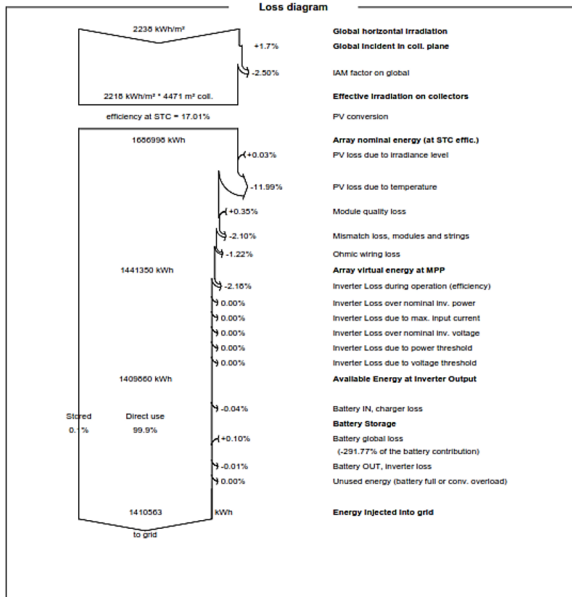 Loss diagram
2238 kWh/m² Global horizontal irradiation
+1.7% Global incident in coll. plane
-2.50% IAM factor on global
2218 kWh/m² * 4471 m² coll. Effective irradiation on collectors
efficiency at STC = 17.01% PV conversion
1686998 kWh Array nominal energy (at STC effic.)
+0.03% PV loss due to irradiance level
-11.99% PV loss due to temperature
+0.35% Module quality loss
-2.10% Mismatch loss, modules and strings
-1.22% Ohmic wiring loss
1441350 kWh Array virtual energy at MPP
-2.18% Inverter Loss during operation (efficiency)
0.00% Inverter Loss over nominal inv. power
0.00% Inverter Loss due to max. input current
0.00% Inverter Loss over nominal inv. voltage
0.00% Inverter Loss due to power threshold
0.00% Inverter Loss due to voltage threshold
1409860 kWh Available Energy at Inverter Output
-0.04% Battery IN, charger loss
Stored Direct use Battery Storage
0.1% 99.9% +0.10% Battery global loss
(-291.77% of the battery contribution)
-0.01% Battery OUT, inverter loss
0.00% Unused energy (battery full or conv. overload)
1410563 kWh Energy injected into grid
to grid